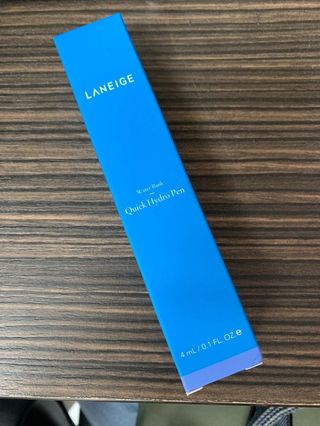 LANEIGE
Water Bank
Quick Hydro Pen
4 mL / 0.1 FL. OZ.℮